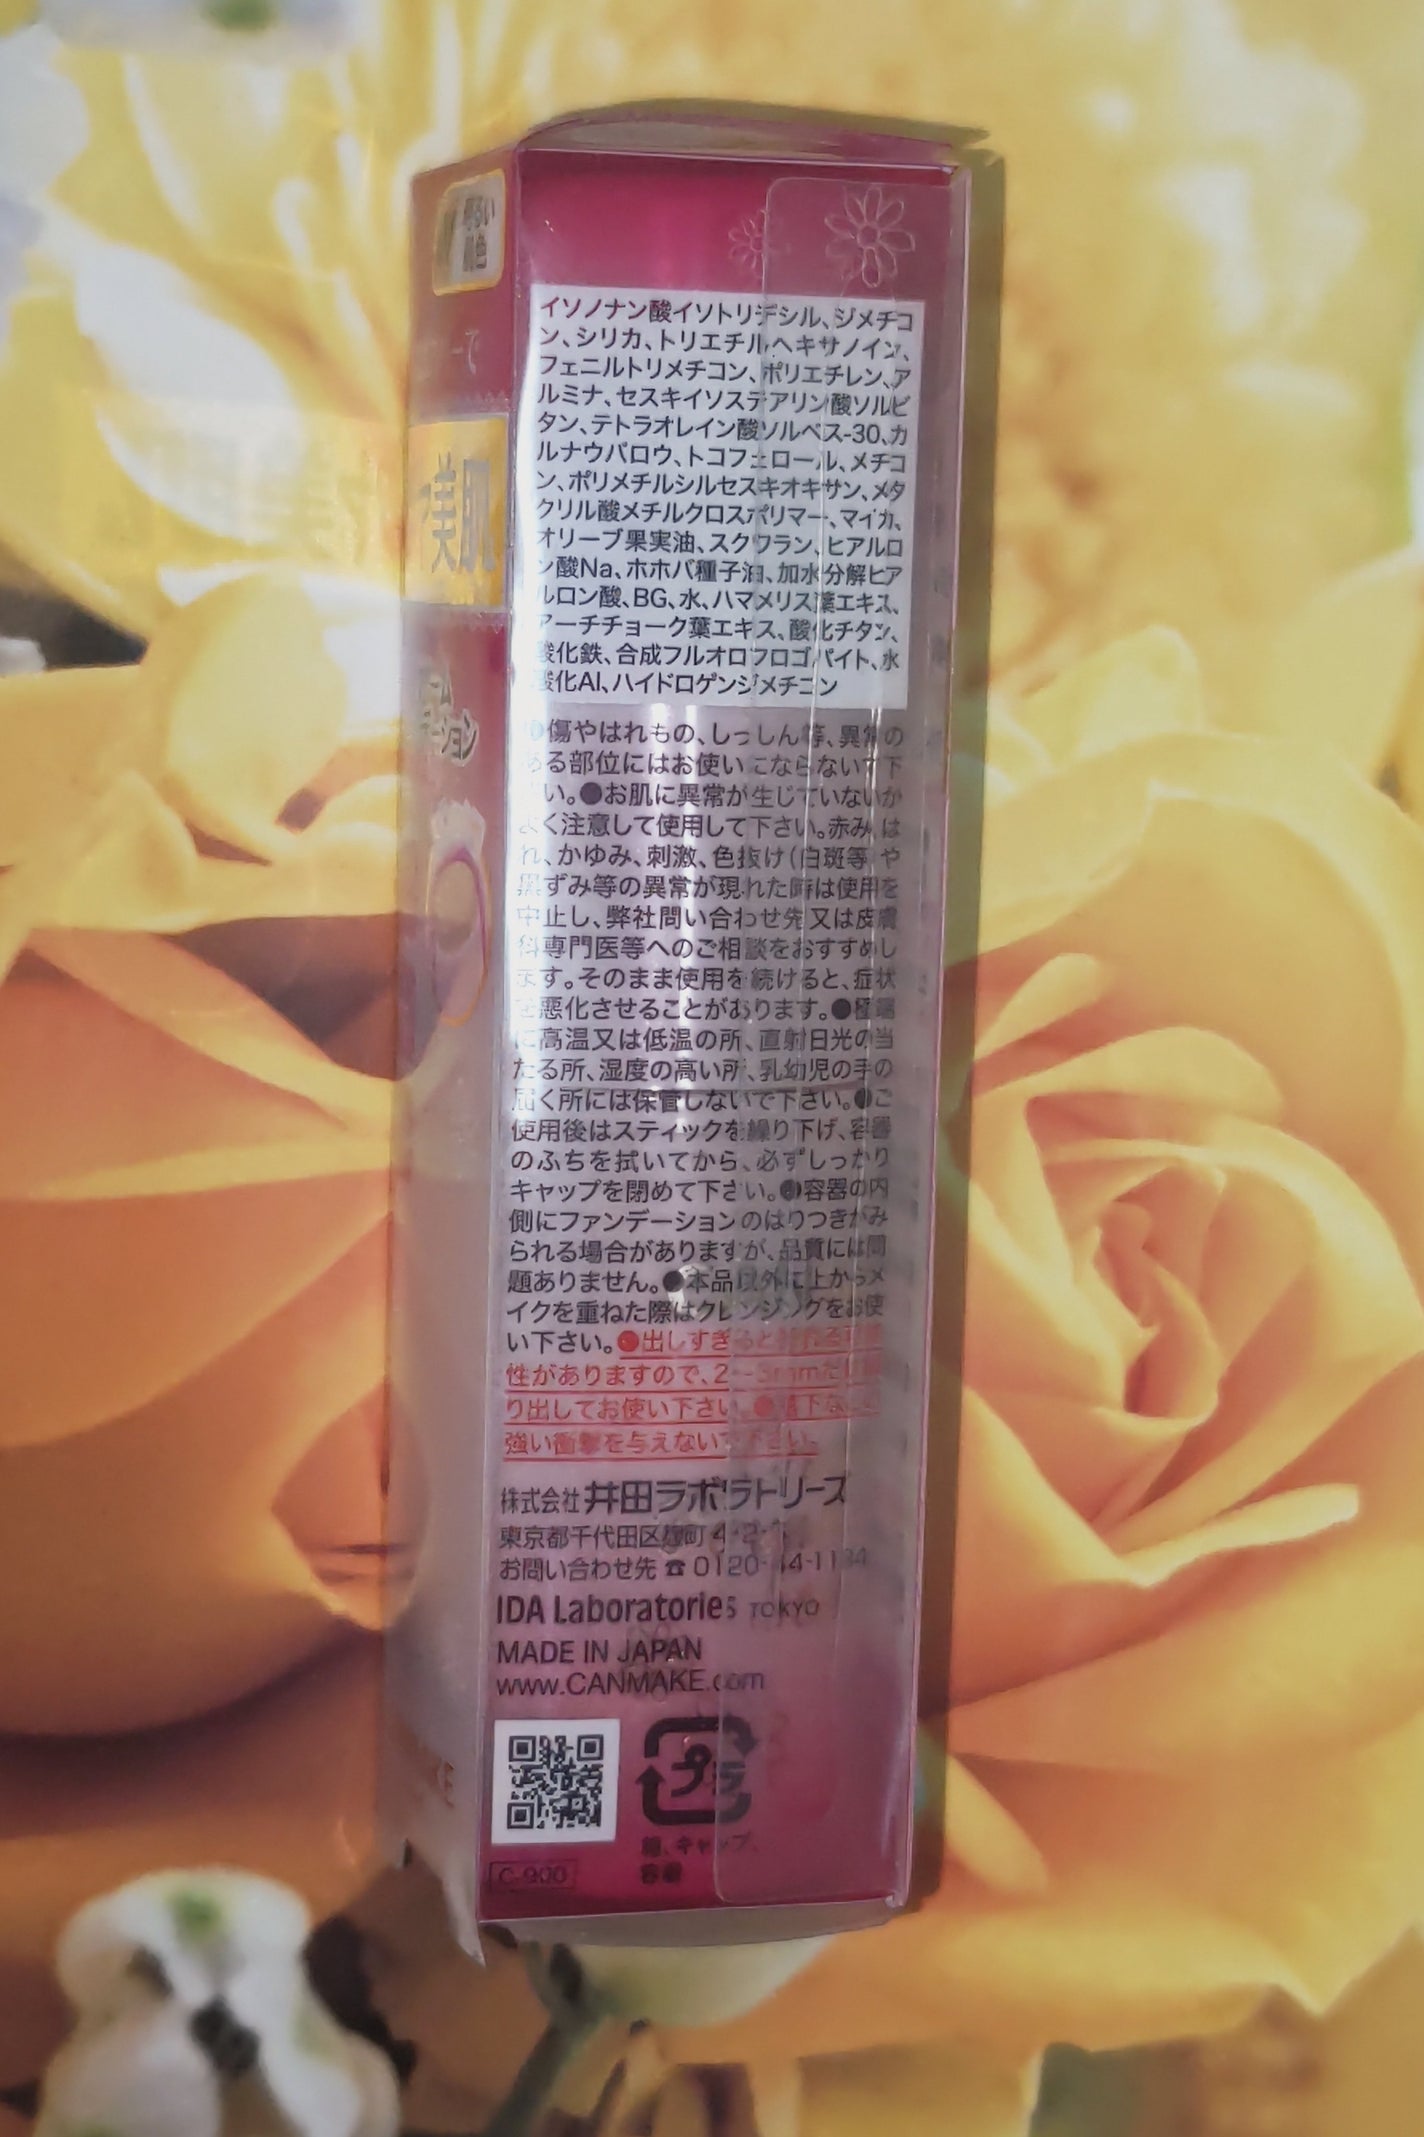 明るい
肌色
美肌
イソノナン酸イソトリデシル、ジメチコ
ン、シリカ、トリエチルヘキサノイン、
フェニルトリメチコン、ポリエチレン、ア
ルミナ、セスキイソステアリン酸ソルビ
タン、テトラオレイン酸ソルベス-30、カ
ルナウバロウ、トコフェロール、メチコ
ン、ポリメチルシルセスキオキサン、メタ
クリル酸メチルクロスポリマー、マイカ、
オリーブ果実油、スクワラン、ヒアルロ
ン酸Na、ホホバ種子油、加水分解ヒア
ルロン酸、BG、水、ハマメリス葉エキス、
アーチチョーク葉エキス、酸化チタン、
酸化鉄、合成フルオロフロゴパイト、水
酸化Al、ハイドロゲンジメチコン
●傷やはれもの、しっしん等、異常の
ある部位にはお使いにならないで下
い。●お肌に異常が生じていないか
よく注意して使用して下さい。赤み、は
れ、かゆみ、刺激、色抜け(白斑等)や
黒ずみ等の異常が現れた時は使用を
中止し、弊社問い合わせ先又は皮膚
科専門医等へのご相談をおすすめし
ます。そのまま使用を続けると、症状
を悪化させることがあります。●極端
に高温又は低温の所、直射日光の当
たる所、湿度の高い所、乳幼児の手の
届く所には保管しないで下さい。●ご
使用後はスティックを繰り下げ、容器
のふちを拭いてから、必ずしっかり
キャップを閉めて下さい。●容器の内
側にファンデーションのはりつきがみ
られる場合がありますが、品質には問
題ありません。●本品以外に上からメ
イクを重ねた際はクレンジングをお使
い下さい。●出しすぎると
性がありますので、2~3mmだけ繰
り出してお使い下さい。●落下など
強い衝撃を与えないで下さい。
株式会社 井田ラボラトリーズ
東京都千代田区麹町 4-2-
お問い合わせ先 ☎ 0120-44-1184
IDA Laboratories TOKYO
MADE IN JAPAN
www.CANMAKE.com
プラ
箱、キャップ、
容器
C-900